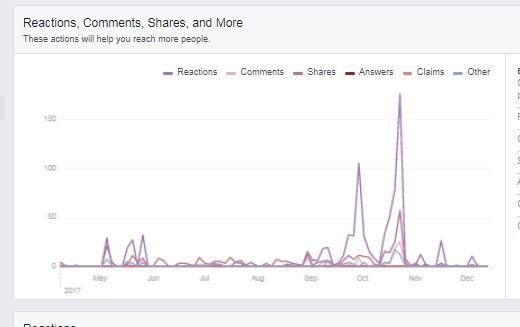 Reactions, Comments, Shares, and More
These actions will help you reach more people.
Reactions Comments Shares Answers Claims Other
150
100
50
0
May Jun Jul Aug Sep Oct Nov Dec
2017